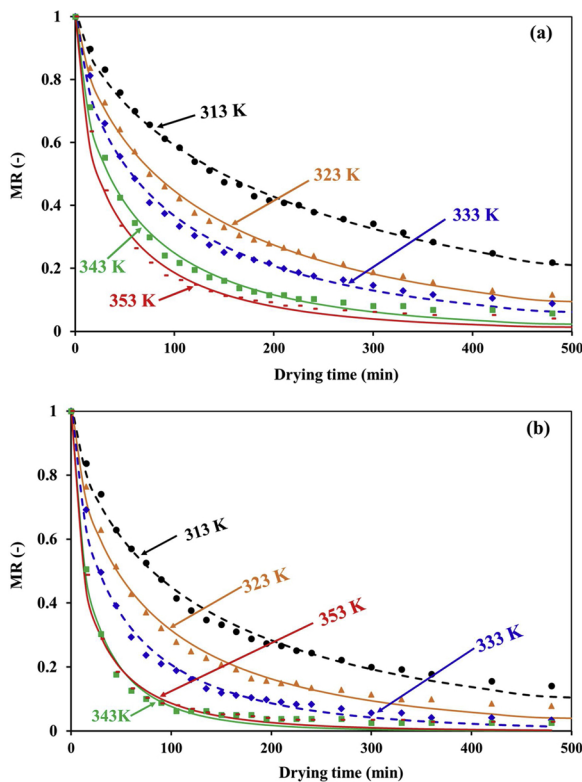 (a)
1
0.8
0.6
0.4
0.2
0
MR (-)
313 K
323 K
333 K
343 K
353 K
0
100
200
300
400
500
Drying time (min)
(b)
1
0.8
0.6
0.4
0.2
0
MR (-)
313 K
323 K
353 K
333 K
343K
0
100
200
300
400
500
Drying time (min)